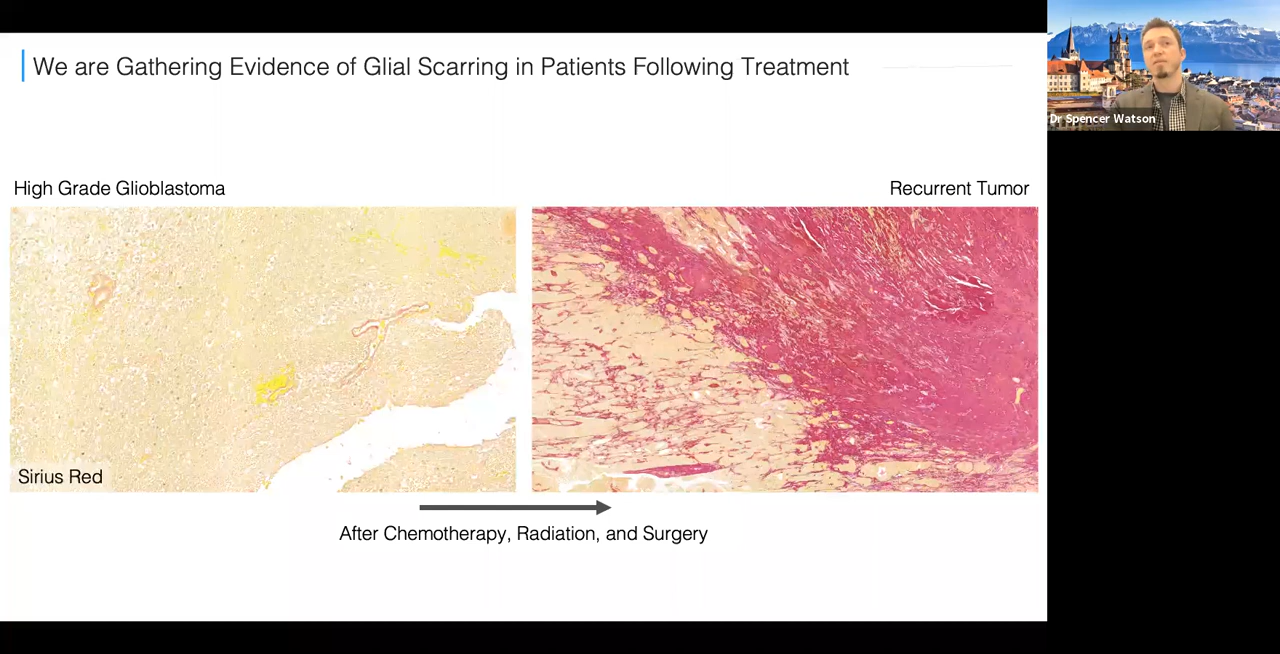 We are Gathering Evidence of Glial Scarring in Patients Following Treatment
Dr Spencer Watson
High Grade Glioblastoma
Recurrent Tumor
Sirius Red
After Chemotherapy, Radiation, and Surgery